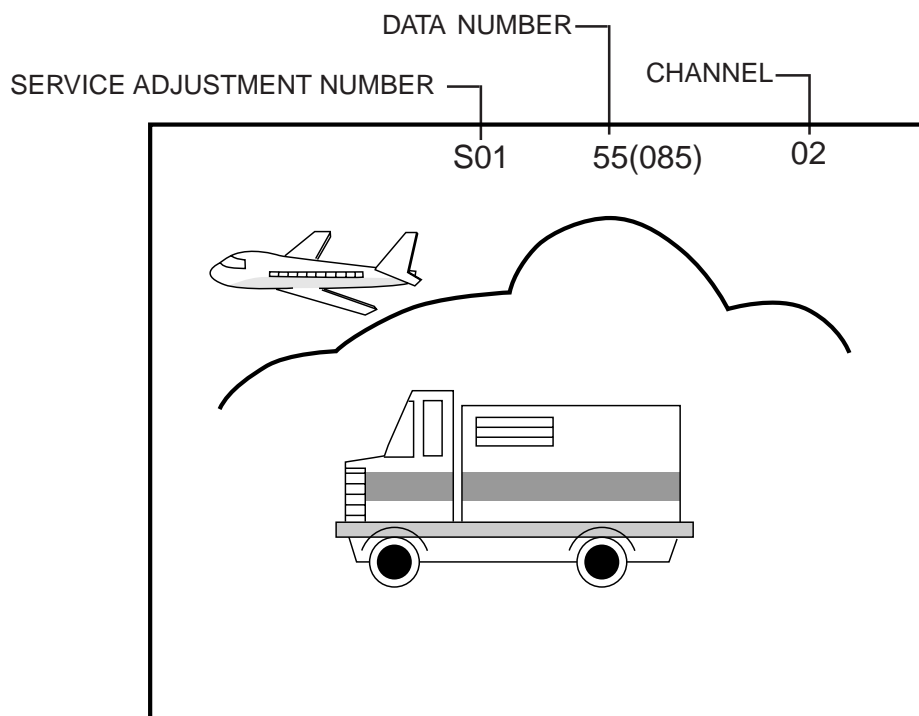 DATA NUMBER
CHANNEL
SERVICE ADJUSTMENT NUMBER
S01 55(085) 02